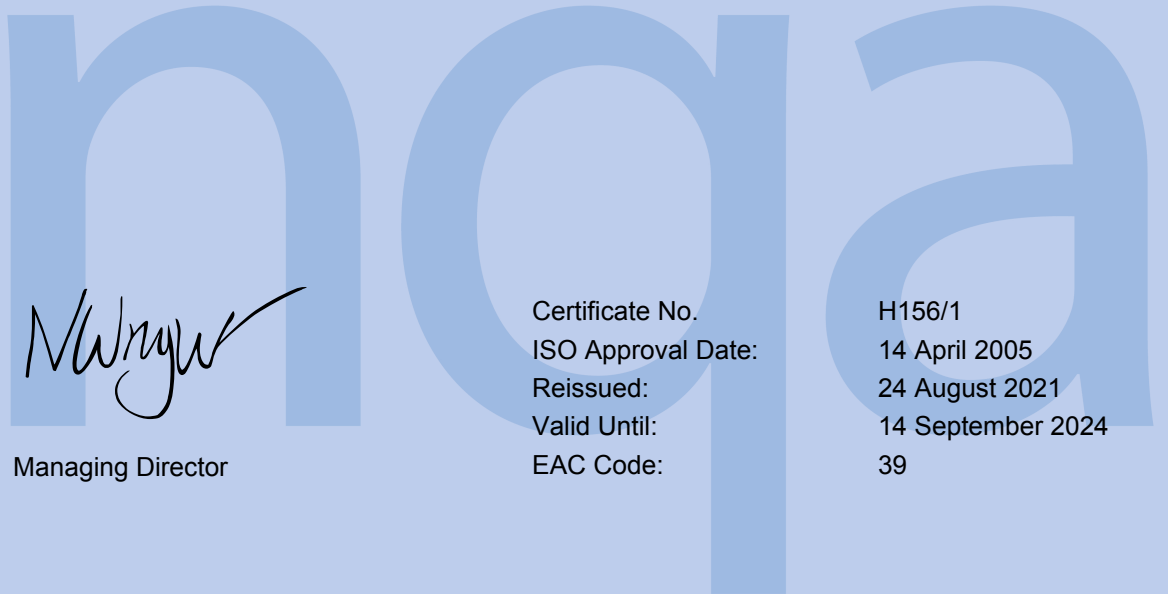 nqa
Managing Director
Certificate No. H156/1
ISO Approval Date: 14 April 2005
Reissued: 24 August 2021
Valid Until: 14 September 2024
EAC Code: 39